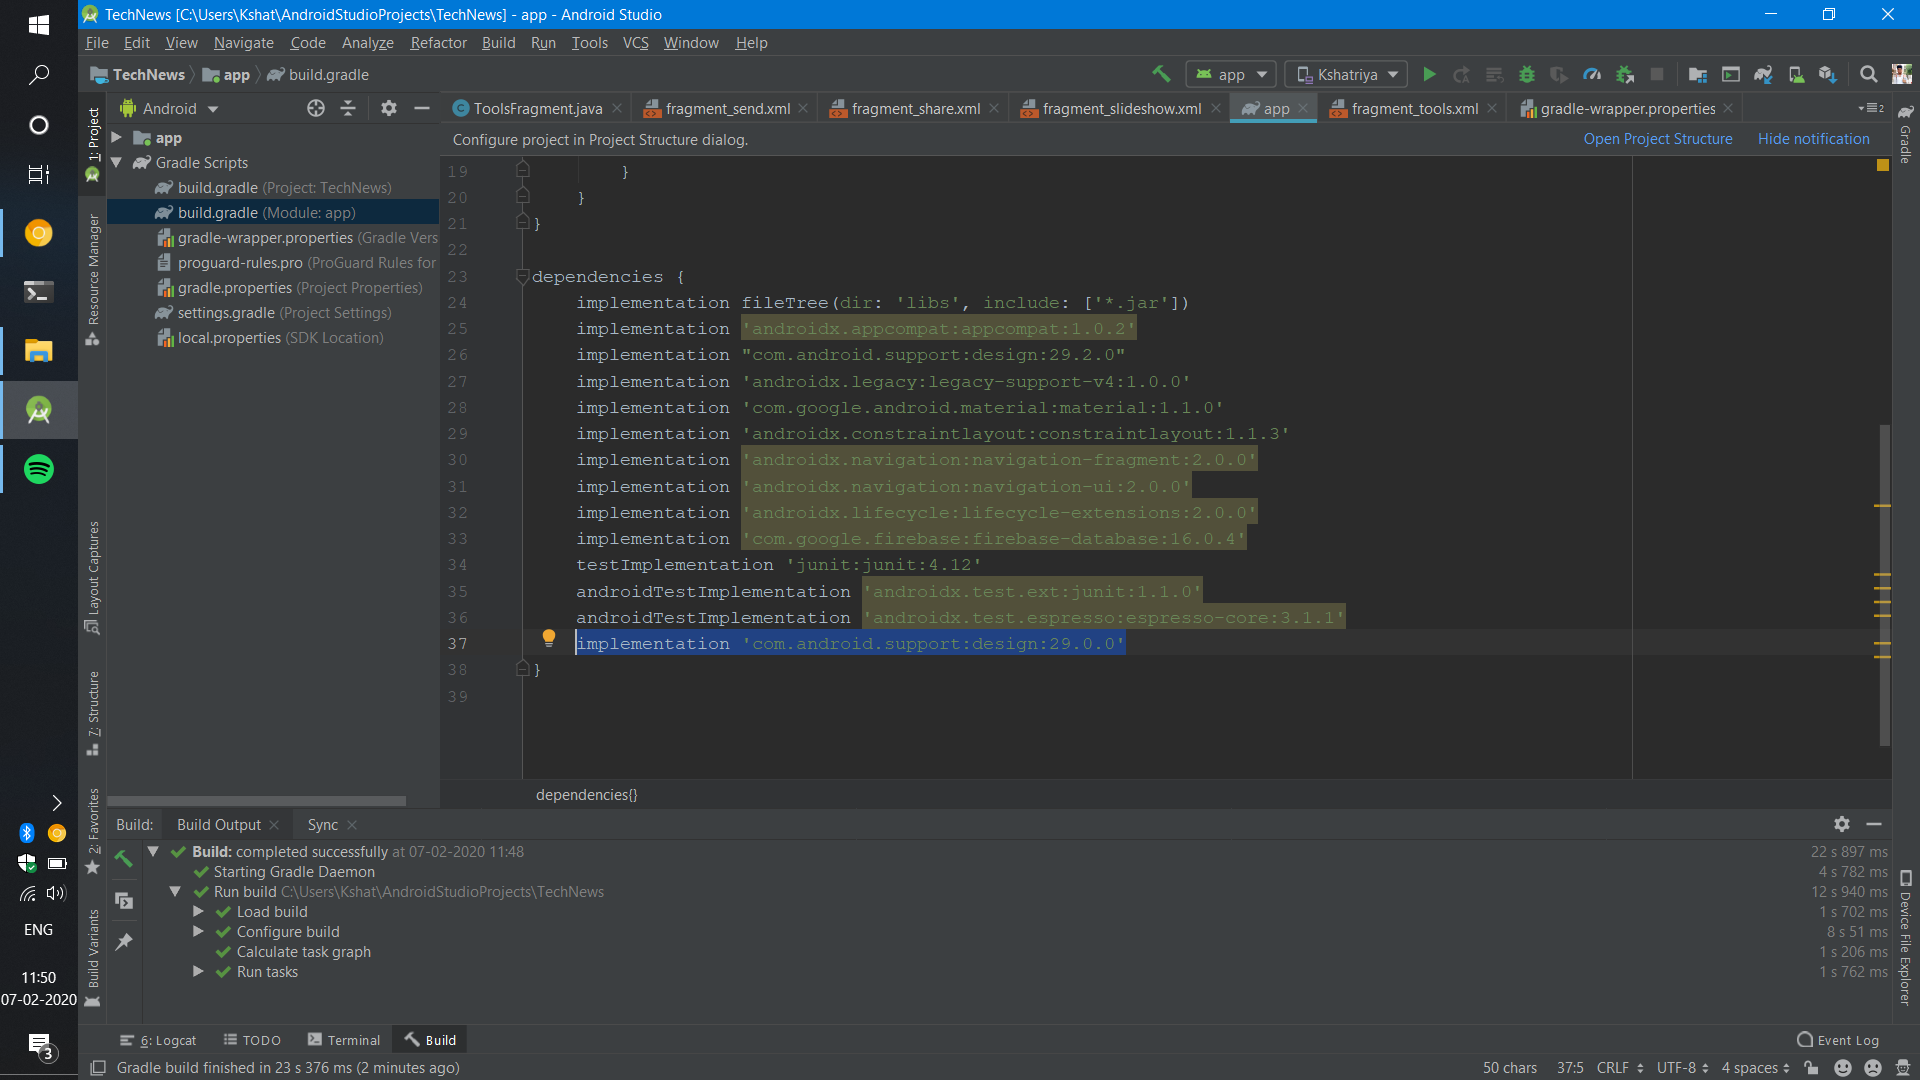 TechNews [C:\Users\Kshat\AndroidStudioProjects\TechNews] - app - Android Studio
File Edit View Navigate Code Analyze Refactor Build Run Tools VCS Window Help
TechNews app build.gradle
app Kshatriya
Android
ToolsFragment.java fragment_send.xml fragment_share.xml fragment_slideshow.xml app fragment_tools.xml gradle-wrapper.properties
2
Configure project in Project Structure dialog. Open Project Structure Hide notification
1: Project
Resource Manager
Layout Captures
7: Structure
2: Favorites
Build Variants
Gradle
Device File Explorer
app
Gradle Scripts
build.gradle (Project: TechNews)
build.gradle (Module: app)
gradle-wrapper.properties (Gradle Vers
proguard-rules.pro (ProGuard Rules for
gradle.properties (Project Properties)
settings.gradle (Project Settings)
local.properties (SDK Location)
19 }
20 }
21 }
22
23 dependencies {
24 implementation fileTree(dir: 'libs', include: ['*.jar'])
25 implementation 'androidx.appcompat:appcompat:1.0.2'
26 implementation "com.android.support:design:29.2.0"
27 implementation 'androidx.legacy:legacy-support-v4:1.0.0'
28 implementation 'com.google.android.material:material:1.1.0'
29 implementation 'androidx.constraintlayout:constraintlayout:1.1.3'
30 implementation 'androidx.navigation:navigation-fragment:2.0.0'
31 implementation 'androidx.navigation:navigation-ui:2.0.0'
32 implementation 'androidx.lifecycle:lifecycle-extensions:2.0.0'
33 implementation 'com.google.firebase:firebase-database:16.0.4'
34 testImplementation 'junit:junit:4.12'
35 androidTestImplementation 'androidx.test.ext:junit:1.1.0'
36 androidTestImplementation 'androidx.test.espresso:espresso-core:3.1.1'
37 implementation 'com.android.support:design:29.0.0'
38 }
39
dependencies{}
Build: Build Output Sync
Build: completed successfully at 07-02-2020 11:48 22 s 897 ms
Starting Gradle Daemon 4 s 782 ms
Run build C:\Users\Kshat\AndroidStudioProjects\TechNews 12 s 940 ms
Load build 1 s 702 ms
Configure build 8 s 51 ms
Calculate task graph 1 s 206 ms
Run tasks 1 s 762 ms
6: Logcat TODO Terminal Build Event Log
Gradle build finished in 23 s 376 ms (2 minutes ago) 50 chars 37:5 CRLF UTF-8 4 spaces
ENG
11:50
07-02-2020
3